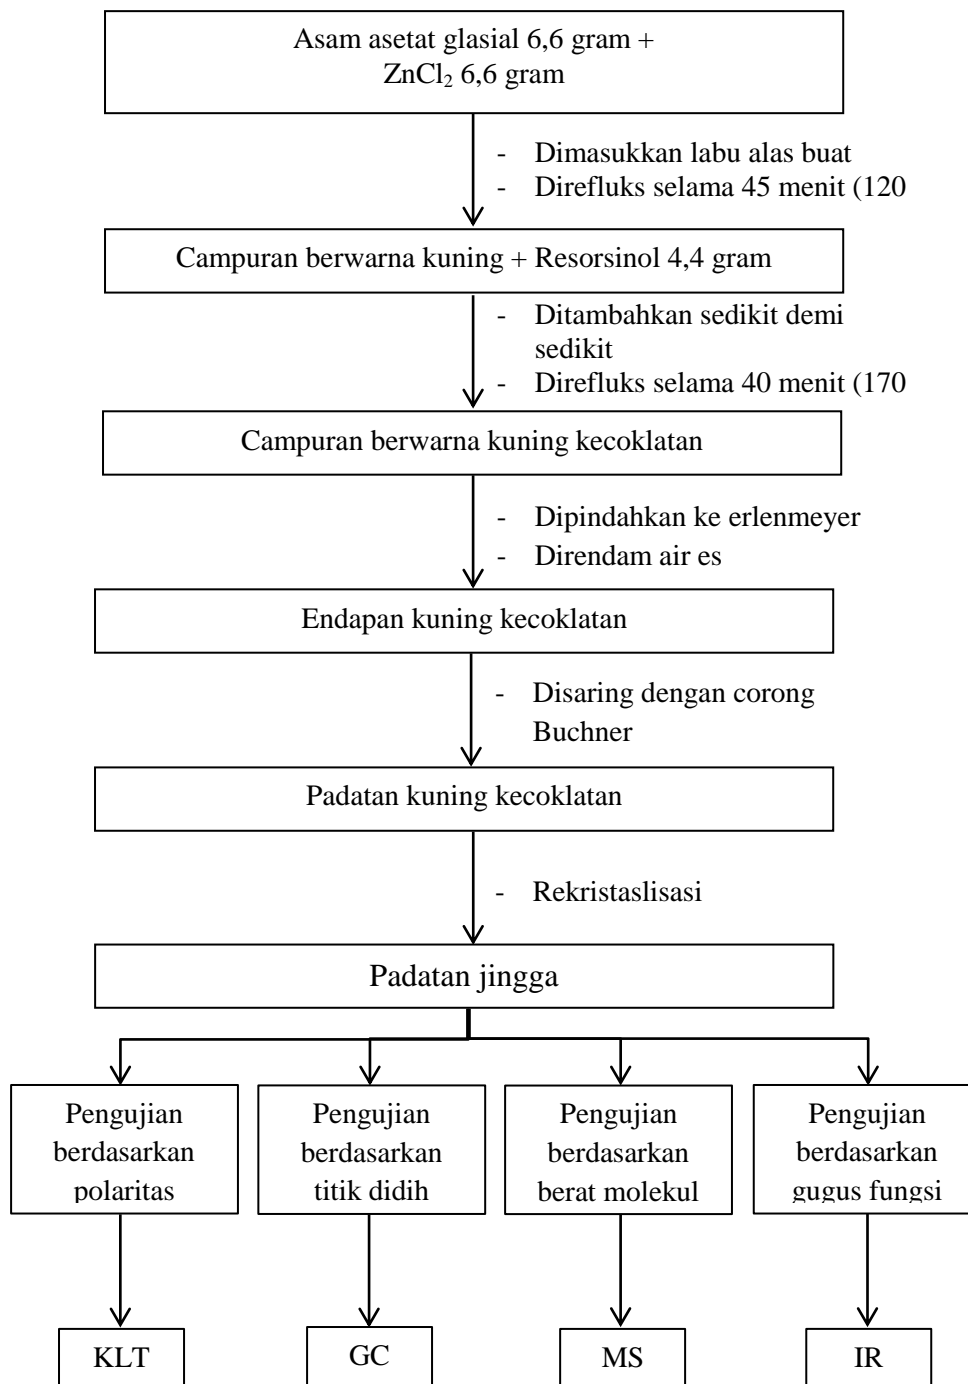 Asam asetat glasial 6,6 gram +
ZnCl₂ 6,6 gram
- Dimasukkan labu alas buat
- Direfluks selama 45 menit (120
Campuran berwarna kuning + Resorsinol 4,4 gram
- Ditambahkan sedikit demi
sedikit
- Direfluks selama 40 menit (170
Campuran berwarna kuning kecoklatan
- Dipindahkan ke erlenmeyer
- Direndam air es
Endapan kuning kecoklatan
- Disaring dengan corong
Buchner
Padatan kuning kecoklatan
- Rekristaslisasi
Padatan jingga
Pengujian
berdasarkan
polaritas
Pengujian
berdasarkan
titik didih
Pengujian
berdasarkan
berat molekul
Pengujian
berdasarkan
gugus fungsi
KLT
GC
MS
IR